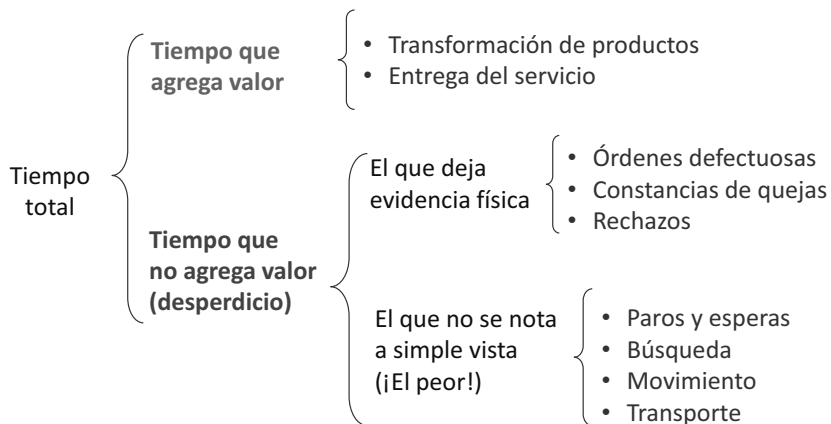 Tiempo
total
Tiempo que
agrega valor
• Transformación de productos
• Entrega del servicio
Tiempo que
no agrega valor
(desperdicio)
El que deja
evidencia física
• Órdenes defectuosas
• Constancias de quejas
• Rechazos
El que no se nota
a simple vista
(¡El peor!)
• Paros y esperas
• Búsqueda
• Movimiento
• Transporte